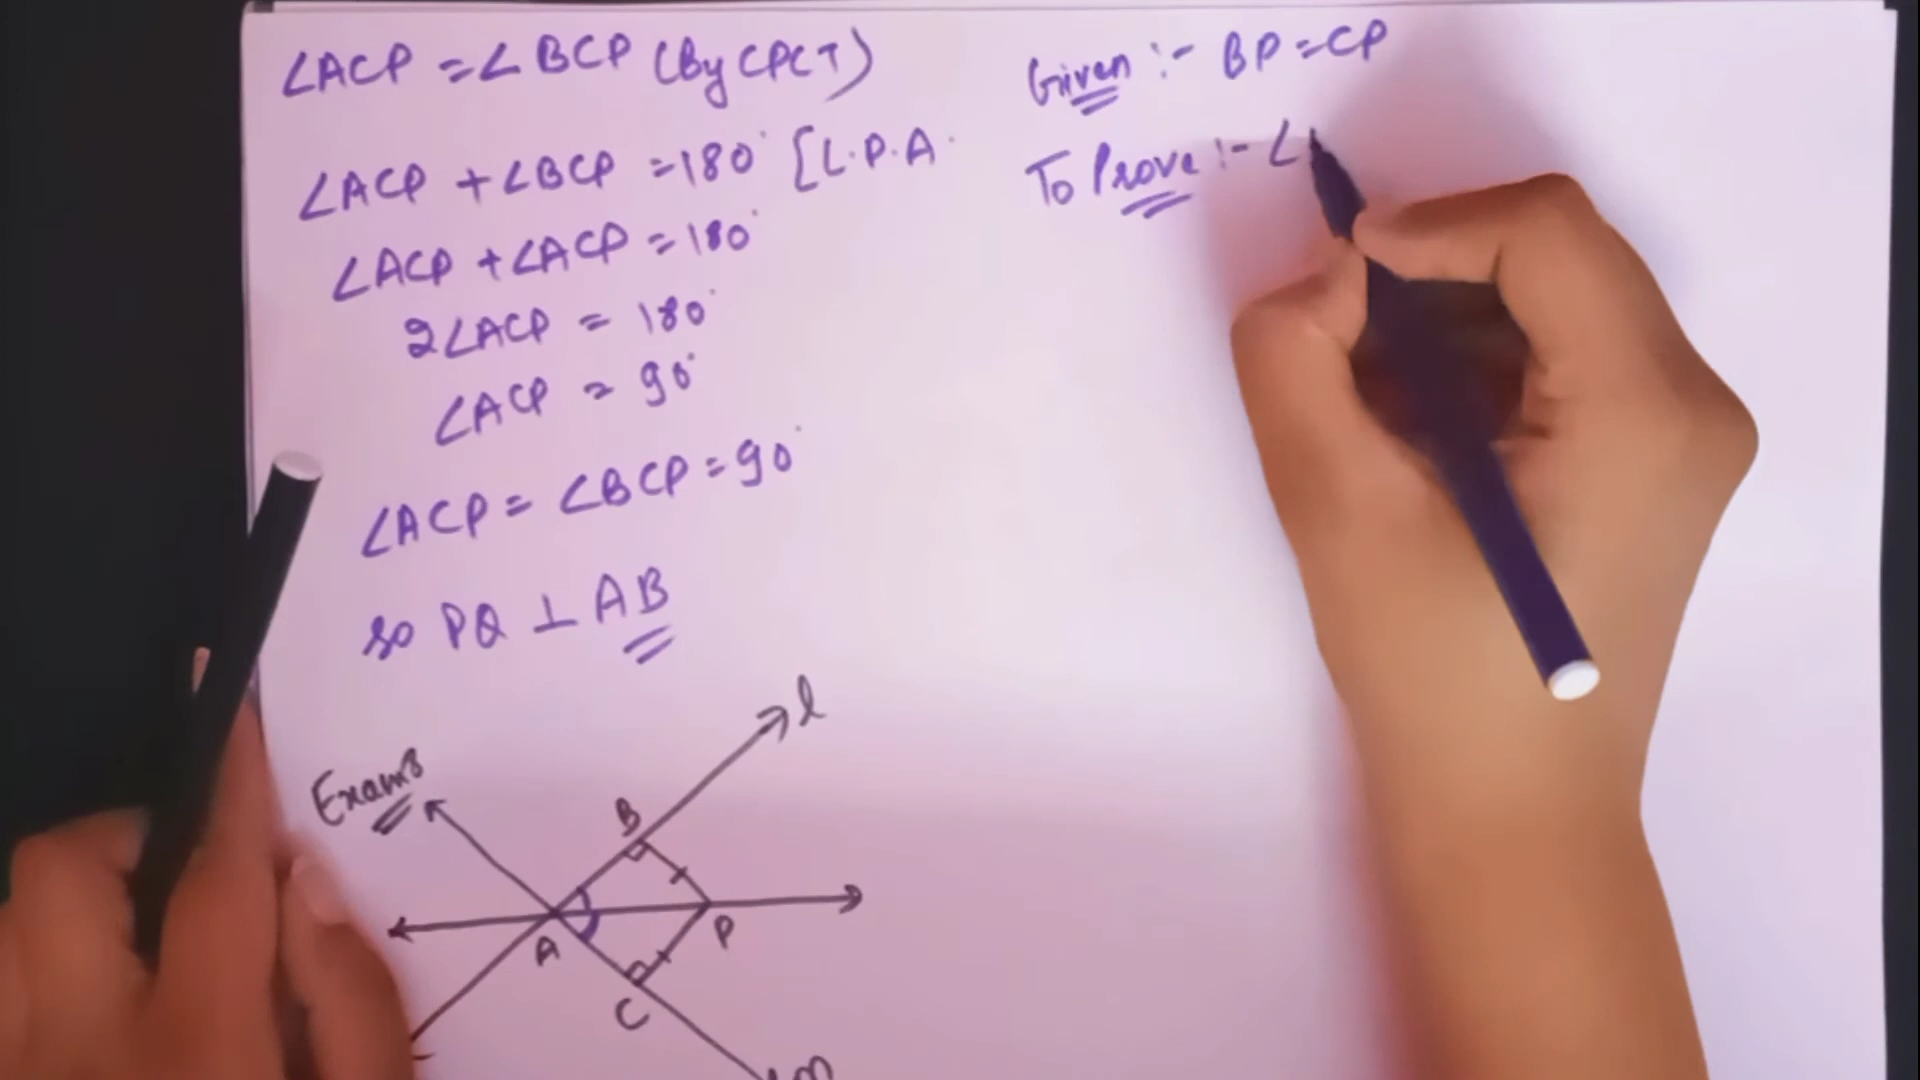 ∠ACP = ∠BCP (By CPCT)
∠ACP + ∠BCP = 180° [L.P.A.
∠ACP + ∠ACP = 180°
2∠ACP = 180°
∠ACP = 90°
∠ACP = ∠BCP = 90°
so PQ ⊥ AB
Given :- BP = CP
To Prove :- ∠
Exam8
l
B
A
P
C
m